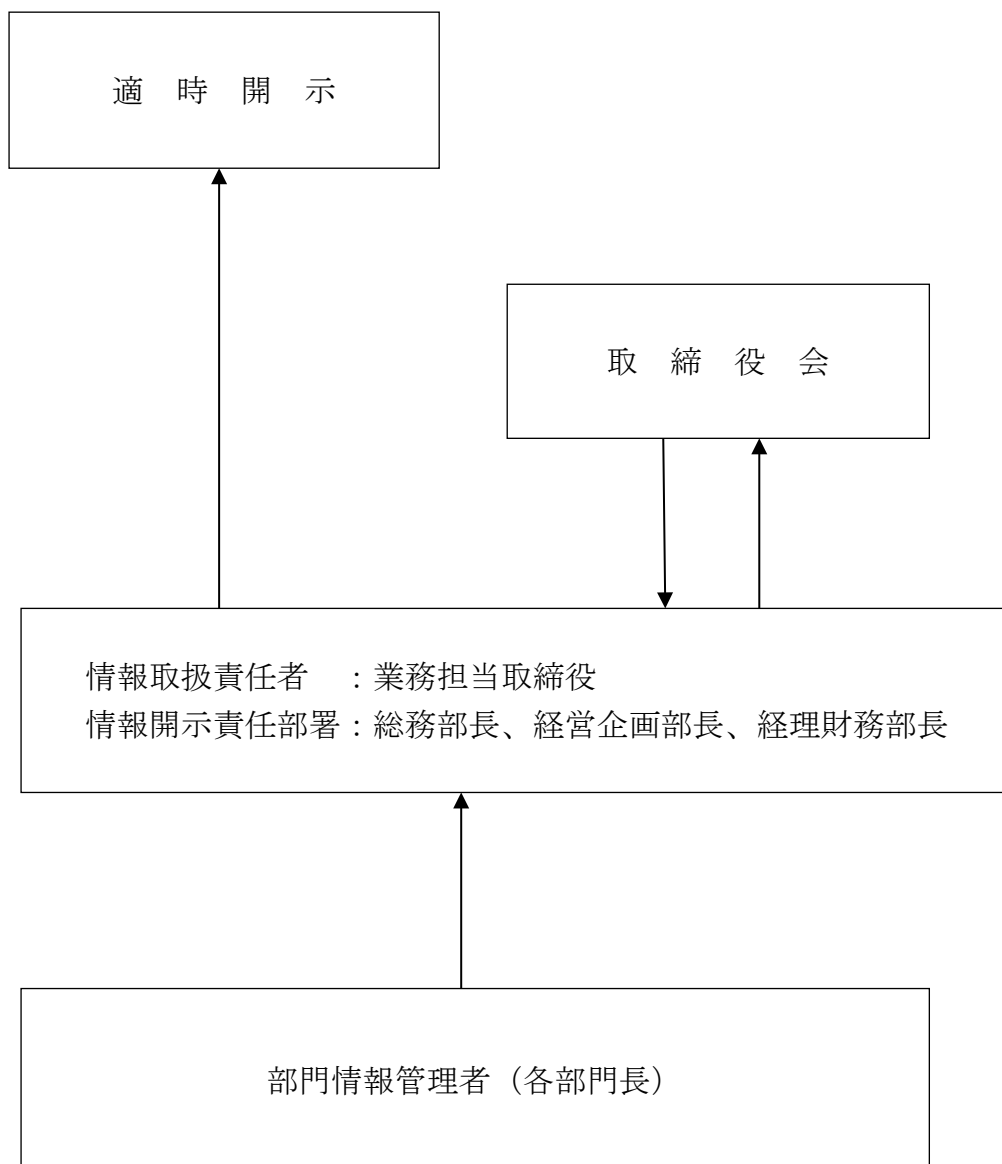 適 時 開 示
取 締 役 会
情報取扱責任者 ：業務担当取締役
情報開示責任部署：総務部長、経営企画部長、経理財務部長
部門情報管理者（各部門長）